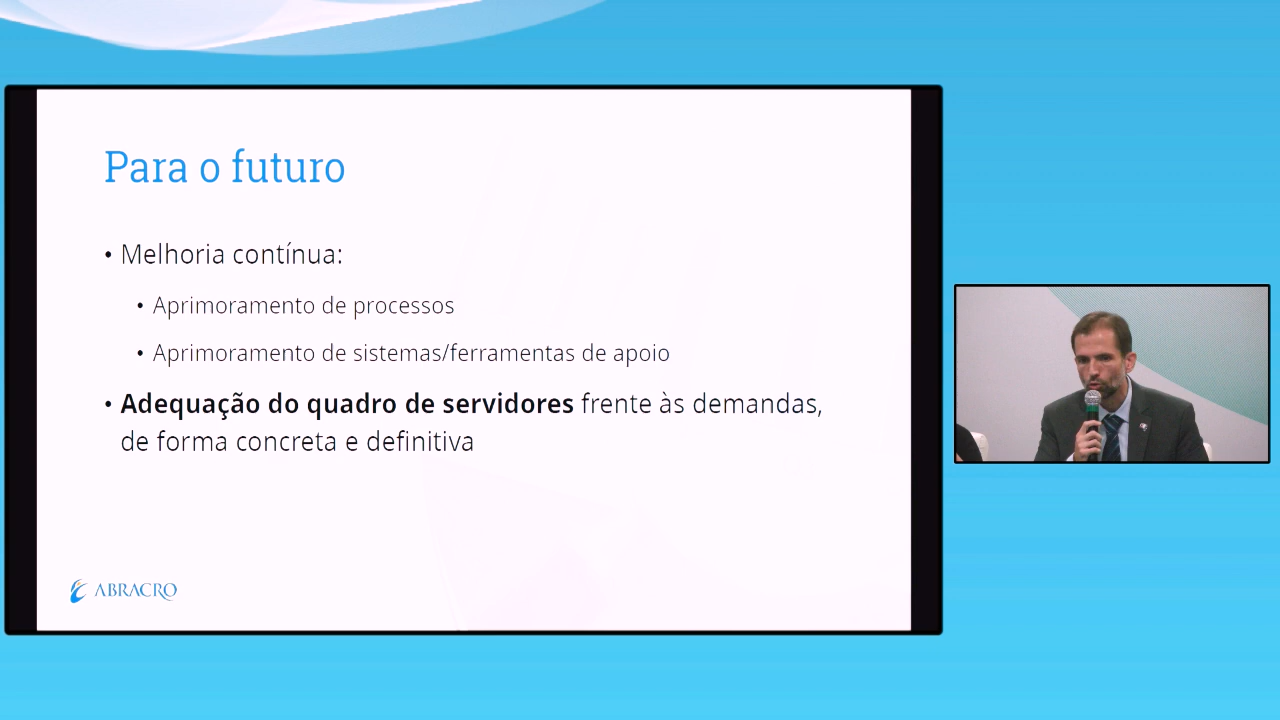 Para o futuro
• Melhoria contínua:
• Aprimoramento de processos
• Aprimoramento de sistemas/ferramentas de apoio
• Adequação do quadro de servidores frente às demandas,
de forma concreta e definitiva
ABRACRO